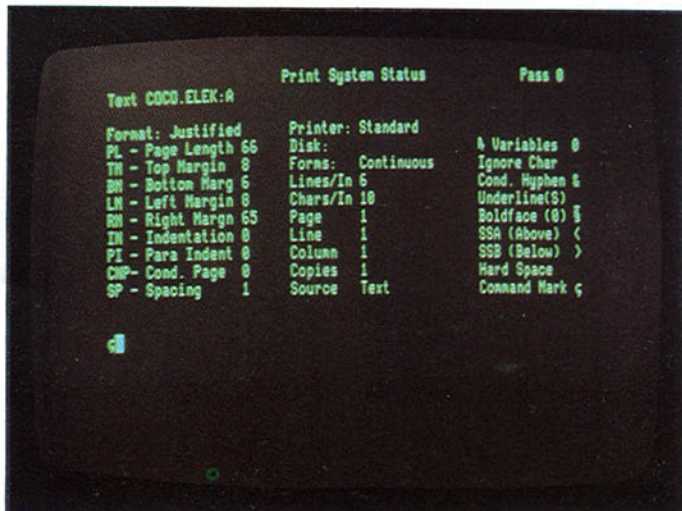 Print System Status Pass 0
Text COCO.ELEK:A
Format: Justified Printer: Standard
PL - Page Length 66 Disk: & Variables 0
TM - Top Margin 8 Forms: Continuous Ignore Char
BM - Bottom Marg 6 Lines/In 6 Cond. Hyphen &
LM - Left Margin 8 Chars/In 10 Underline(S)
RM - Right Margn 65 Page 1 Boldface (0) §
IN - Indentation 0 Line 1 SSA (Above) <
PI - Para Indent 0 Column 1 SSB (Below) >
CNP- Cond. Page 0 Copies 1 Hard Space
SP - Spacing 1 Source Text Command Mark ç
ç